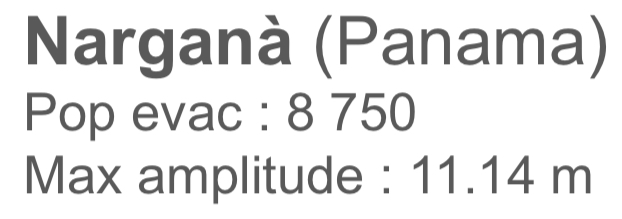 Narganà (Panama)
Pop evac : 8 750
Max amplitude : 11.14 m